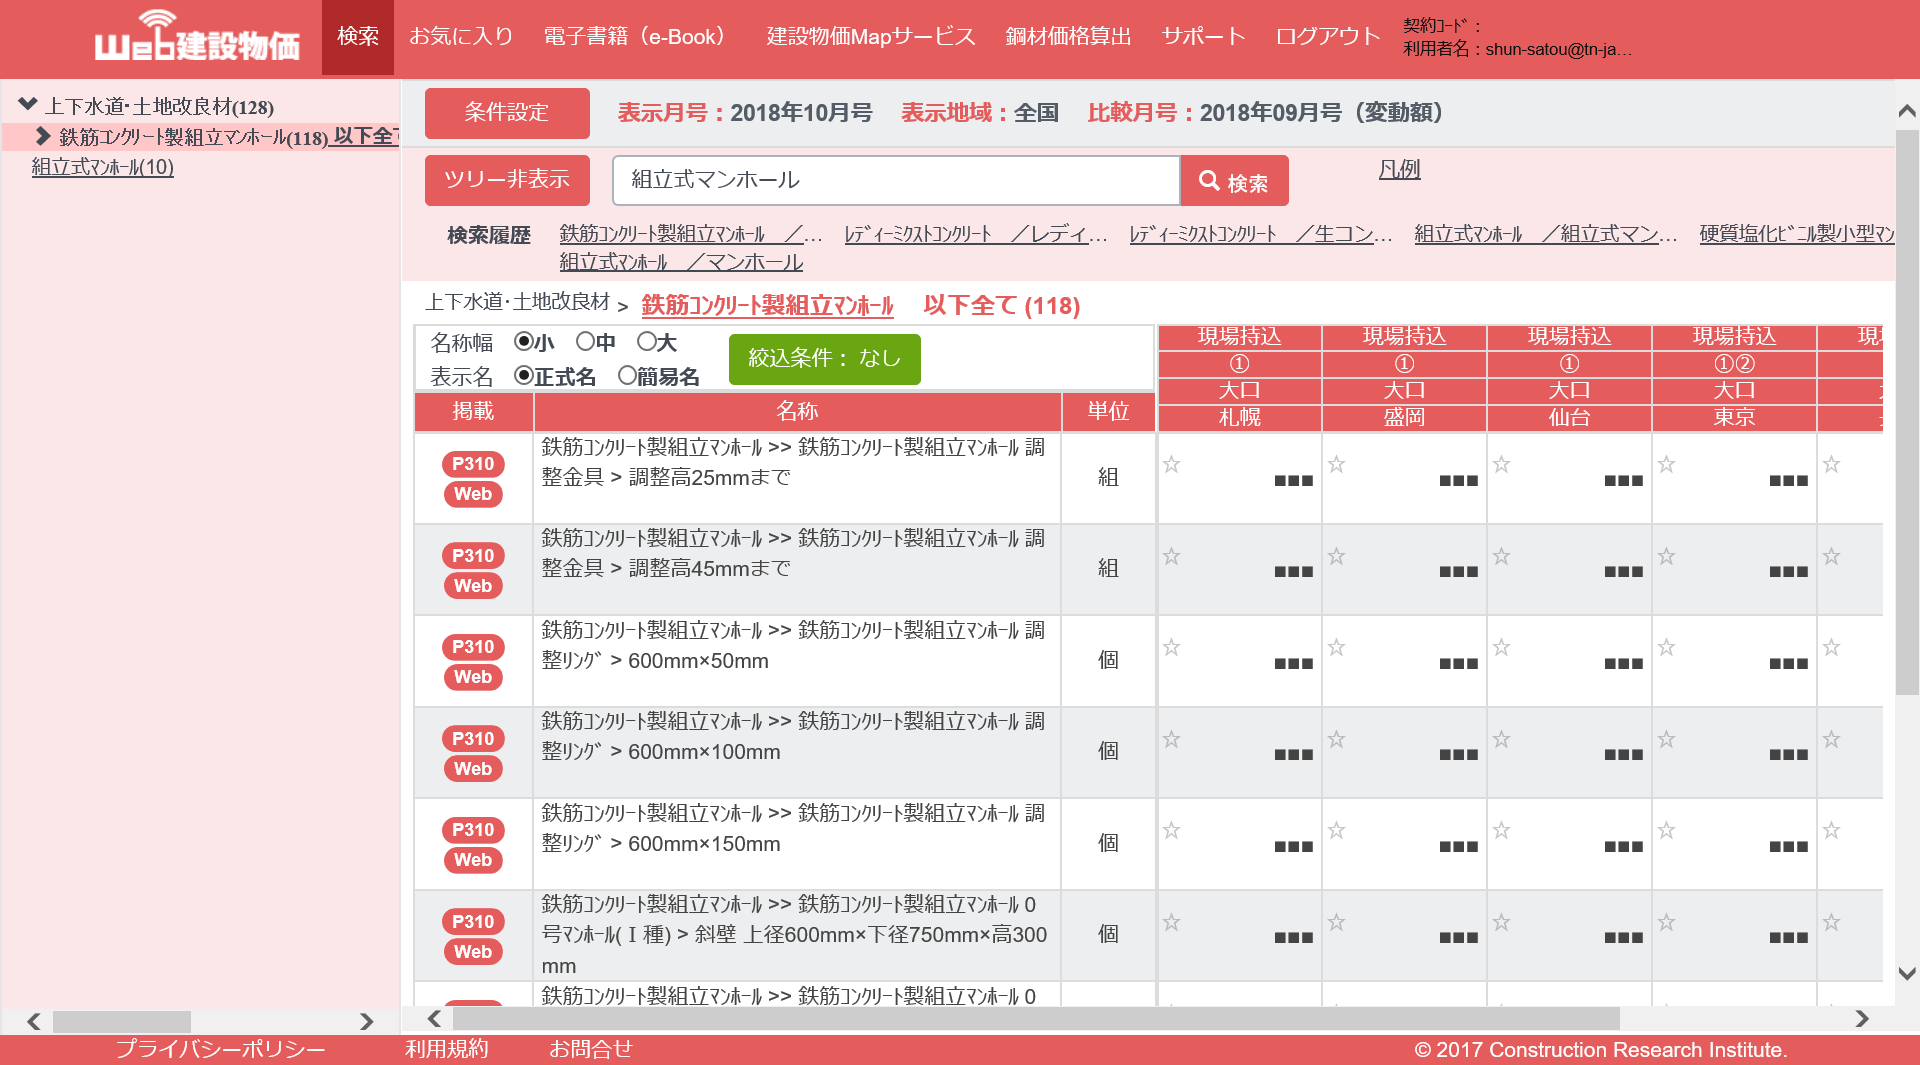 Web建設物価
検索 お気に入り 電子書籍（e-Book） 建設物価Mapサービス 鋼材価格算出 サポート ログアウト
契約ｺｰﾄﾞ：
利用者名：shun-satou@tn-ja...
上下水道･土地改良材(128)
鉄筋ｺﾝｸﾘｰﾄ製組立ﾏﾝﾎｰﾙ(118) 以下全て
組立式ﾏﾝﾎｰﾙ(10)
条件設定 表示月号：2018年10月号 表示地域：全国 比較月号：2018年09月号（変動額）
ツリー非表示 組立式マンホール 検索 凡例
検索履歴 鉄筋ｺﾝｸﾘｰﾄ製組立ﾏﾝﾎｰﾙ ／... ﾚﾃﾞｨｰﾐｸｽﾄｺﾝｸﾘｰﾄ ／レディ... ﾚﾃﾞｨｰﾐｸｽﾄｺﾝｸﾘｰﾄ ／生コン... 組立式ﾏﾝﾎｰﾙ ／組立式マン... 硬質塩化ﾋﾞﾆﾙ製小型ﾏﾝ
組立式ﾏﾝﾎｰﾙ ／マンホール
上下水道･土地改良材 > 鉄筋ｺﾝｸﾘｰﾄ製組立ﾏﾝﾎｰﾙ 以下全て (118)
名称幅 小 中 大
表示名 正式名 簡易名
絞込条件： なし
現場持込 現場持込 現場持込 現場持込
① ① ① ①②
大口 大口 大口 大口
掲載 名称 単位 札幌 盛岡 仙台 東京
P310 Web 鉄筋ｺﾝｸﾘｰﾄ製組立ﾏﾝﾎｰﾙ >> 鉄筋ｺﾝｸﾘｰﾄ製組立ﾏﾝﾎｰﾙ 調
整金具 > 調整高25mmまで 組 ☆ ■■■ ☆ ■■■ ☆ ■■■ ☆ ■■■ ☆
P310 Web 鉄筋ｺﾝｸﾘｰﾄ製組立ﾏﾝﾎｰﾙ >> 鉄筋ｺﾝｸﾘｰﾄ製組立ﾏﾝﾎｰﾙ 調
整金具 > 調整高45mmまで 組 ☆ ■■■ ☆ ■■■ ☆ ■■■ ☆ ■■■ ☆
P310 Web 鉄筋ｺﾝｸﾘｰﾄ製組立ﾏﾝﾎｰﾙ >> 鉄筋ｺﾝｸﾘｰﾄ製組立ﾏﾝﾎｰﾙ 調
整ﾘﾝｸﾞ > 600mm×50mm 個 ☆ ■■■ ☆ ■■■ ☆ ■■■ ☆ ■■■ ☆
P310 Web 鉄筋ｺﾝｸﾘｰﾄ製組立ﾏﾝﾎｰﾙ >> 鉄筋ｺﾝｸﾘｰﾄ製組立ﾏﾝﾎｰﾙ 調
整ﾘﾝｸﾞ > 600mm×100mm 個 ☆ ■■■ ☆ ■■■ ☆ ■■■ ☆ ■■■ ☆
P310 Web 鉄筋ｺﾝｸﾘｰﾄ製組立ﾏﾝﾎｰﾙ >> 鉄筋ｺﾝｸﾘｰﾄ製組立ﾏﾝﾎｰﾙ 調
整ﾘﾝｸﾞ > 600mm×150mm 個 ☆ ■■■ ☆ ■■■ ☆ ■■■ ☆ ■■■ ☆
P310 Web 鉄筋ｺﾝｸﾘｰﾄ製組立ﾏﾝﾎｰﾙ >> 鉄筋ｺﾝｸﾘｰﾄ製組立ﾏﾝﾎｰﾙ 0
号ﾏﾝﾎｰﾙ(Ⅰ種) > 斜壁 上径600mm×下径750mm×高300 個 ☆ ■■■ ☆ ■■■ ☆ ■■■ ☆ ■■■ ☆
mm
鉄筋ｺﾝｸﾘｰﾄ製組立ﾏﾝﾎｰﾙ >> 鉄筋ｺﾝｸﾘｰﾄ製組立ﾏﾝﾎｰﾙ 0
プライバシーポリシー 利用規約 お問合せ © 2017 Construction Research Institute.